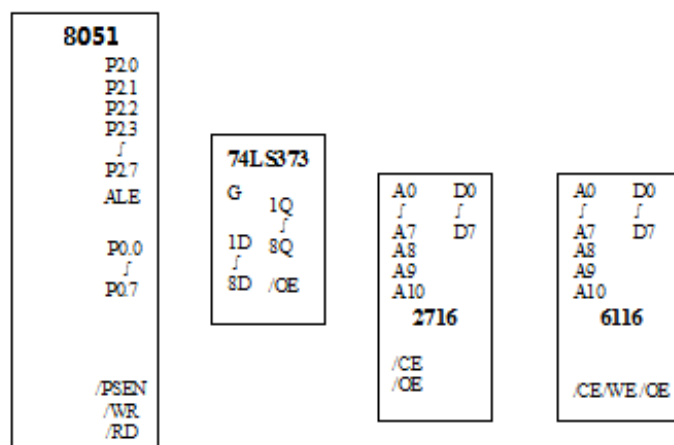 8051
P2.0
P2.1
P2.2
P2.3
∫
P2.7
ALE
P0.0
∫
P0.7
/PSEN
/WR
/RD
74LS373
G
1Q
∫
1D 8Q
∫
8D /OE
A0 D0
∫ ∫
A7 D7
A8
A9
A10
2716
/CE
/OE
A0 D0
∫ ∫
A7 D7
A8
A9
A10
6116
/CE/WE/OE